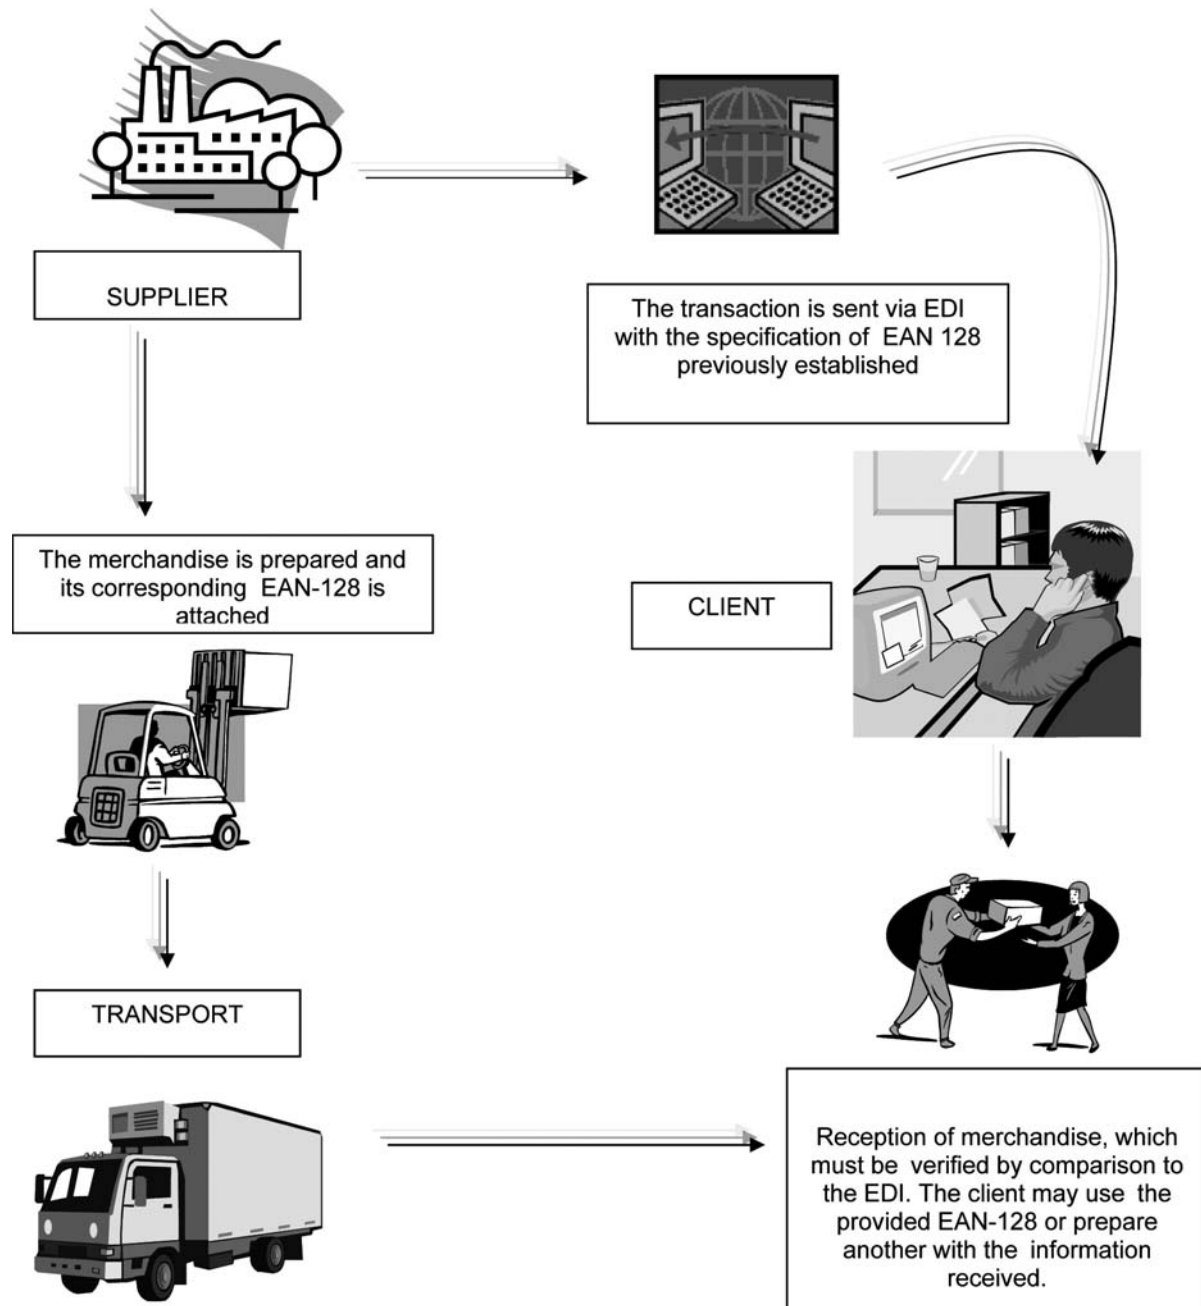 SUPPLIER
The transaction is sent via EDI
with the specification of EAN 128
previously established
The merchandise is prepared and
its corresponding EAN-128 is
attached
CLIENT
TRANSPORT
Reception of merchandise, which
must be verified by comparison to
the EDI. The client may use the
provided EAN-128 or prepare
another with the information
received.